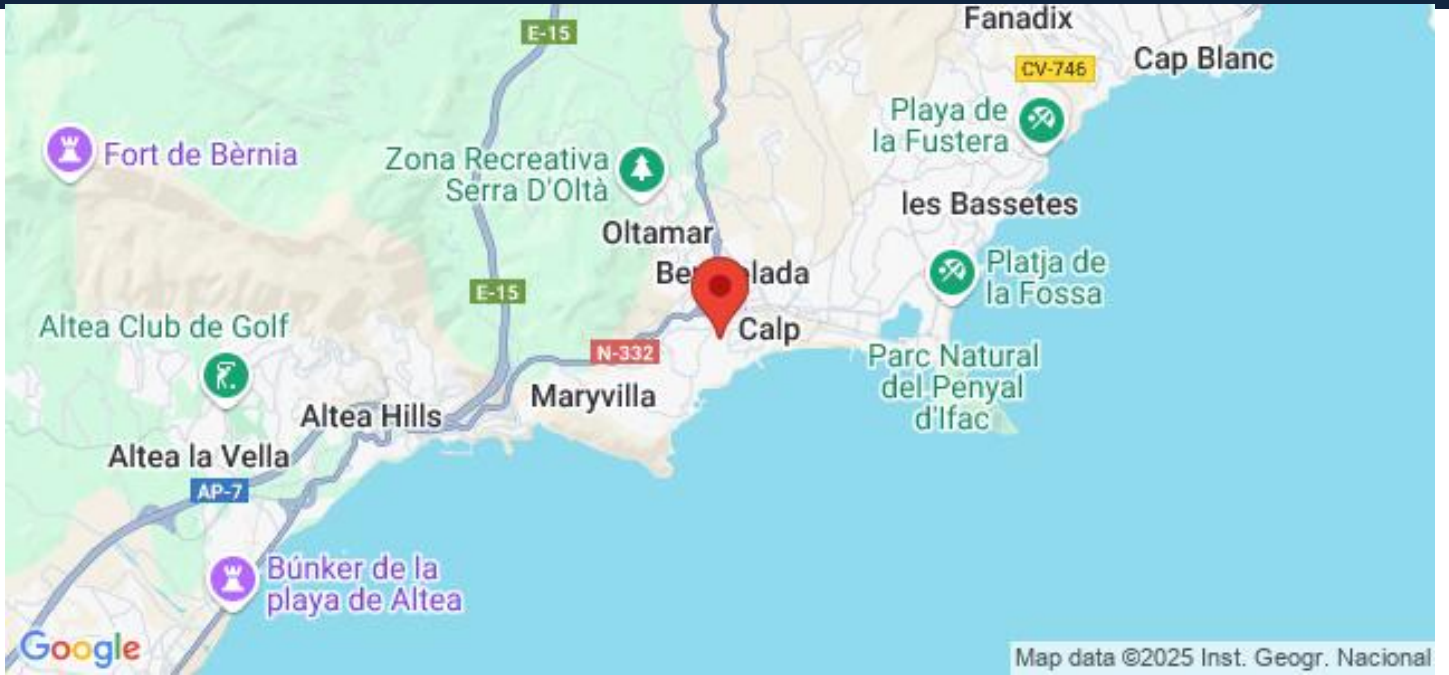 Fanadix
E-15
CV-746
Cap Blanc
Playa de
la Fustera
Fort de Bèrnia
Zona Recreativa
Serra D'Oltà
les Bassetes
Oltamar
Platja de
la Fossa
E-15
Altea Club de Golf
Calp
N-332
Parc Natural
del Penyal
d'Ifac
Maryvilla
Altea Hills
Altea la Vella
AP-7
Búnker de la
playa de Altea
Google
Map data ©2025 Inst. Geogr. Nacional